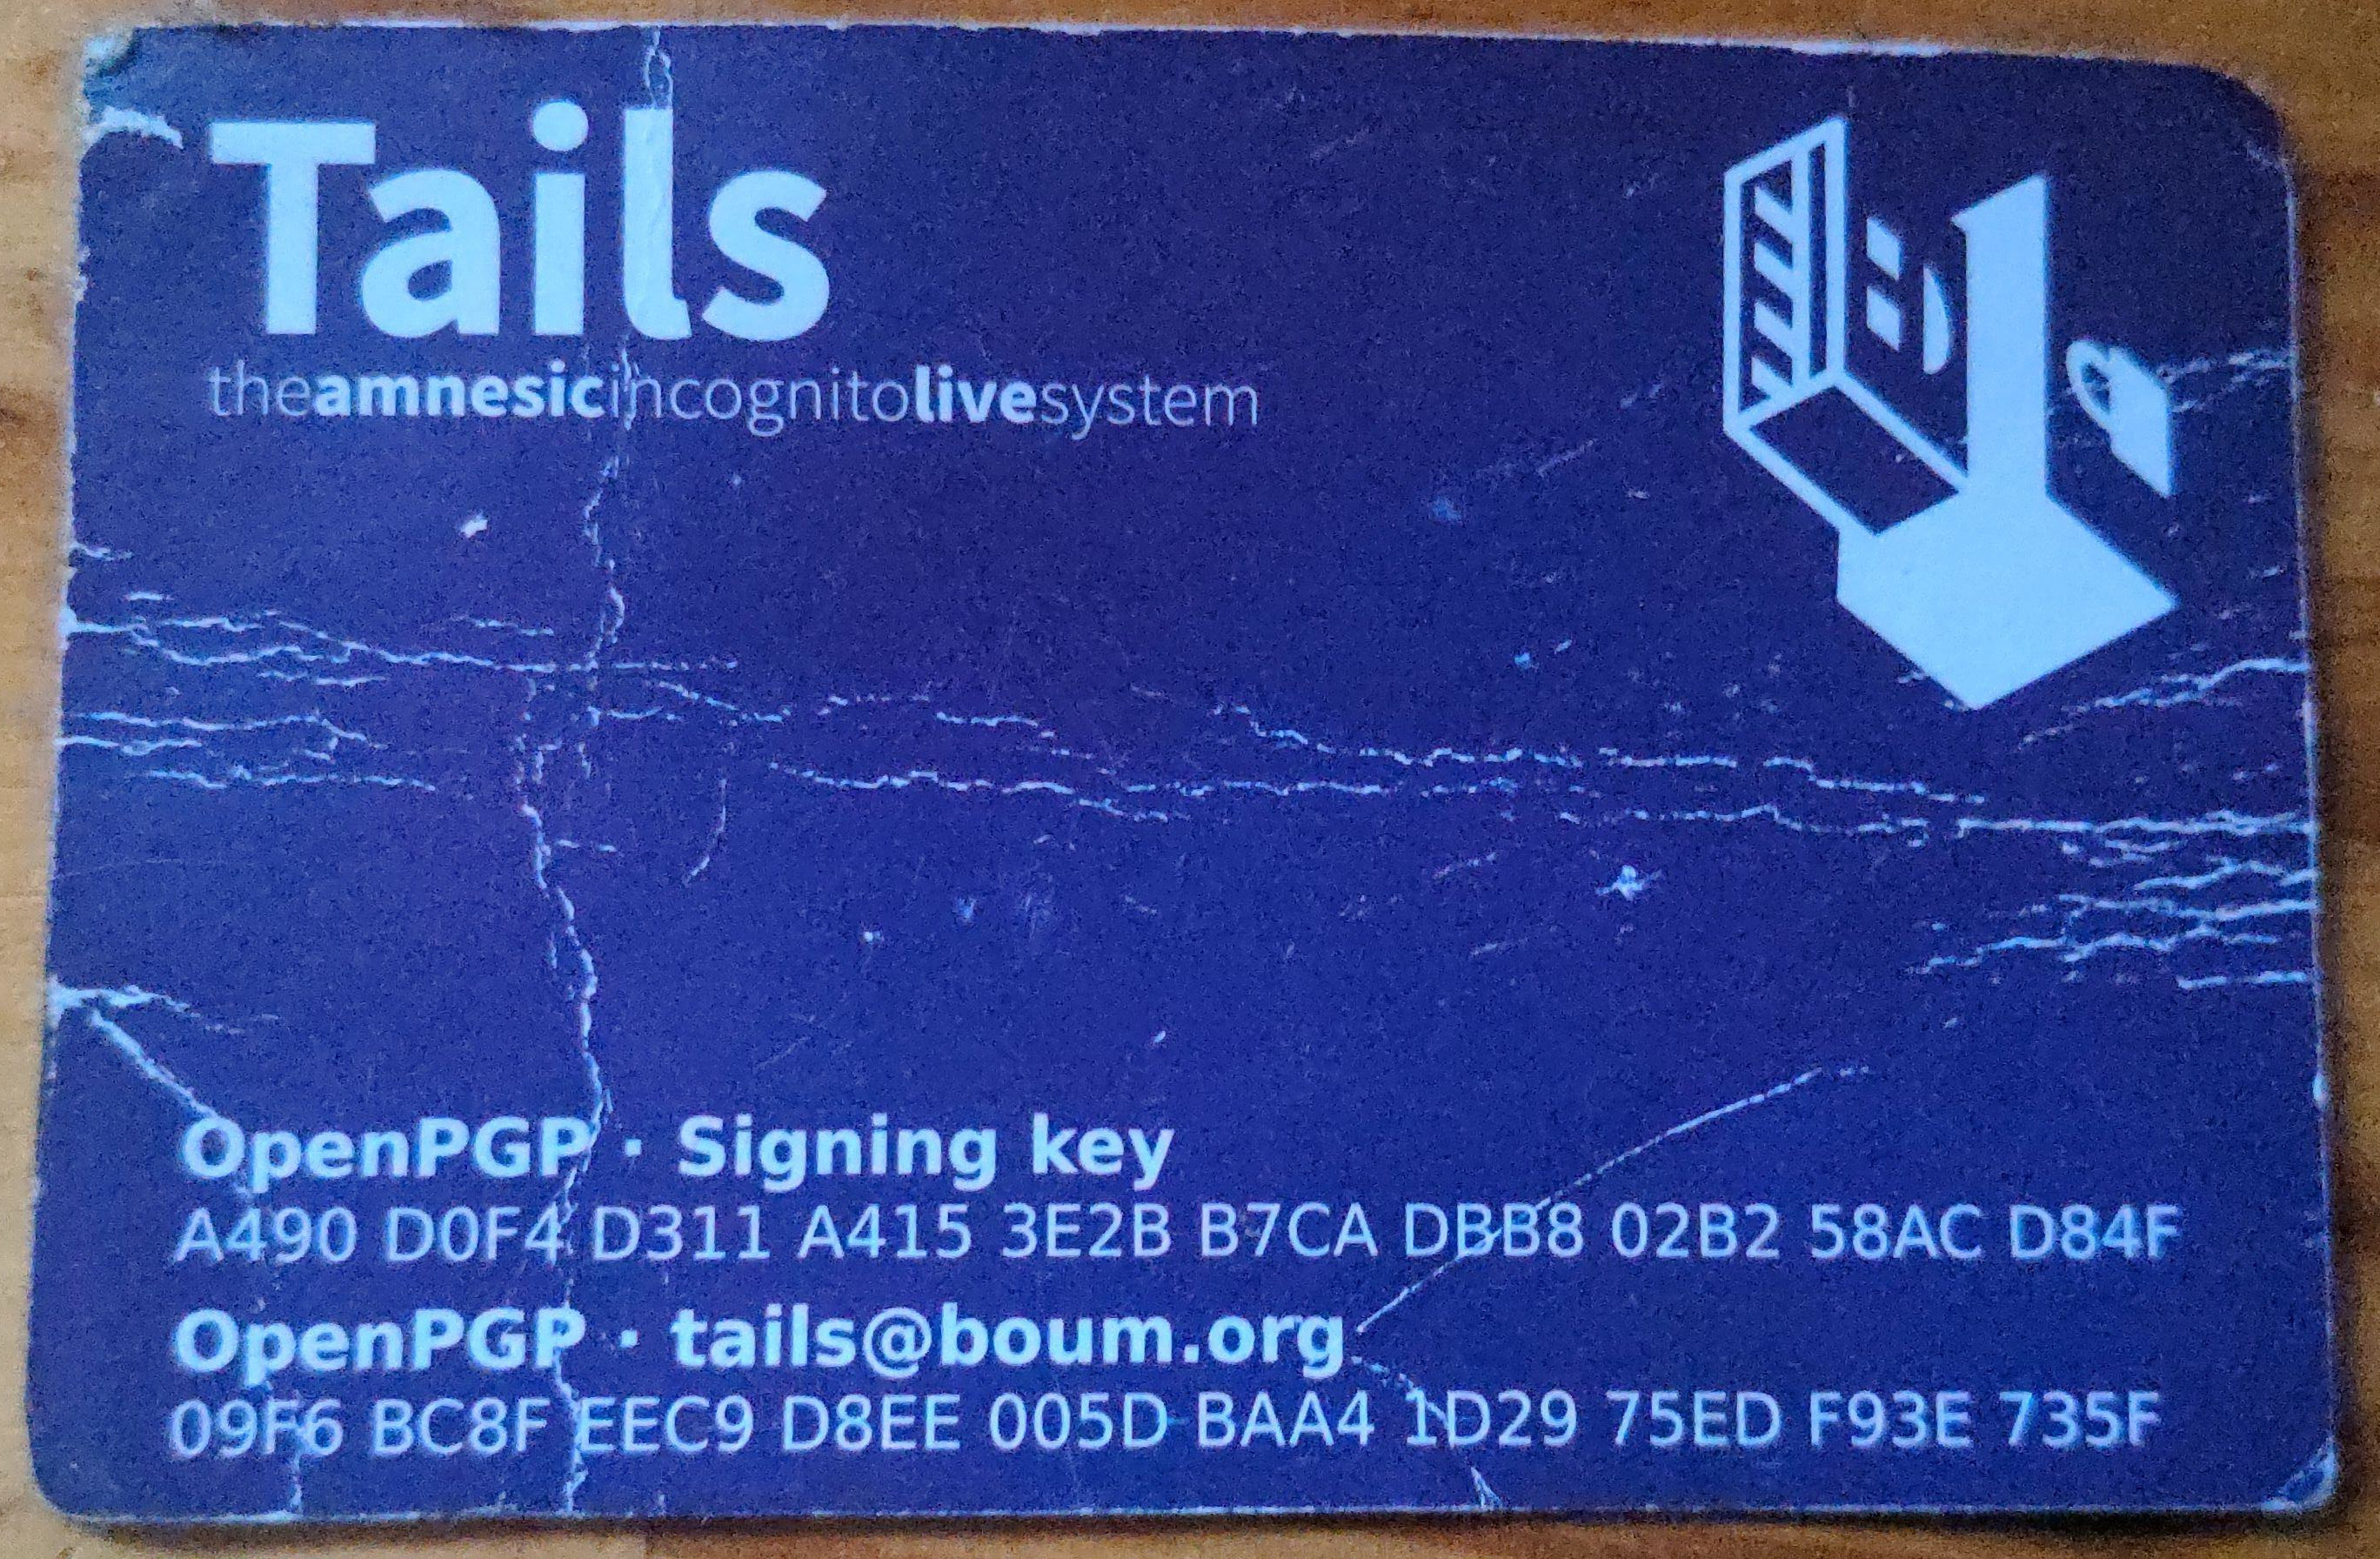 Tails
theamnesicincognitolivesystem
OpenPGP · Signing key
A490 D0F4 D311 A415 3E2B B7CA DBB8 02B2 58AC D84F
OpenPGP · tails@boum.org
09F6 BC8F EEC9 D8EE 005D BAA4 1D29 75ED F93E 735F